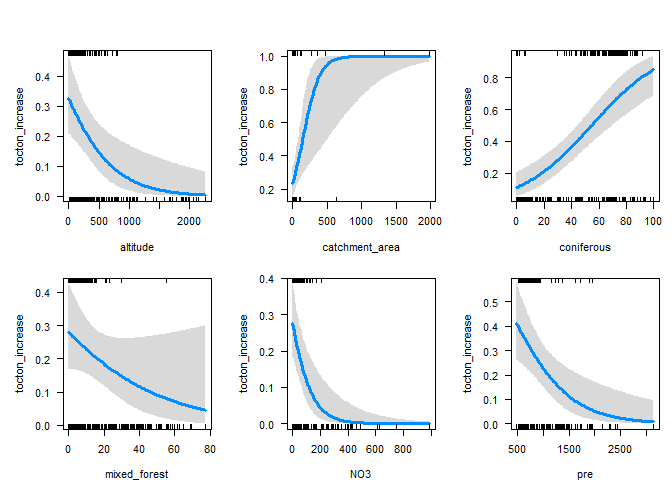 0.4
0.3
0.2
0.1
0.0
tocton_increase
0 500 1000 2000
altitude
1.0
0.8
0.6
0.4
0.2
tocton_increase
0 500 1000 2000
catchment_area
0.8
0.6
0.4
0.2
tocton_increase
0 20 40 60 80 100
coniferous
0.4
0.3
0.2
0.1
0.0
tocton_increase
0 20 40 60 80
mixed_forest
0.4
0.3
0.2
0.1
0.0
tocton_increase
0 200 400 600 800
NO3
0.5
0.4
0.3
0.2
0.1
0.0
tocton_increase
500 1500 2500
pre